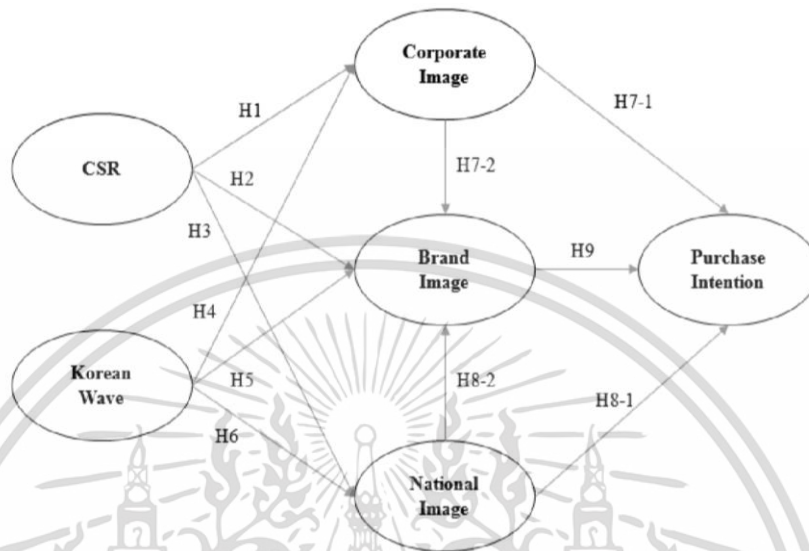 Corporate
Image
H1
H7-1
CSR
H2
H7-2
H3
Brand
Image
H9
Purchase
Intention
H4
Korean
Wave
H5
H8-2
H8-1
H6
National
Image